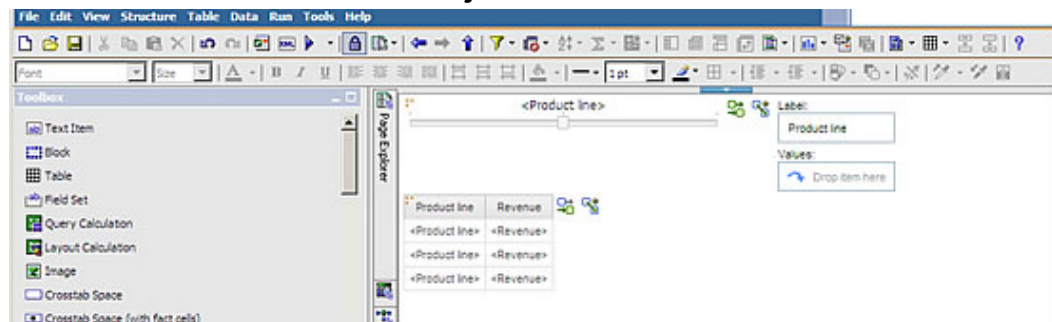 File Edit View Structure Table Data Run Tools Help
Font Size A B I U 1pt
Toolbox
Text Item
Block
Table
Field Set
Query Calculation
Layout Calculation
Image
Crosstab Space
Crosstab Space (with fact cells)
Page Explorer
<Product line>
Label:
Product line
Values:
Drop item here
Product line Revenue
<Product line> <Revenue>
<Product line> <Revenue>
<Product line> <Revenue>